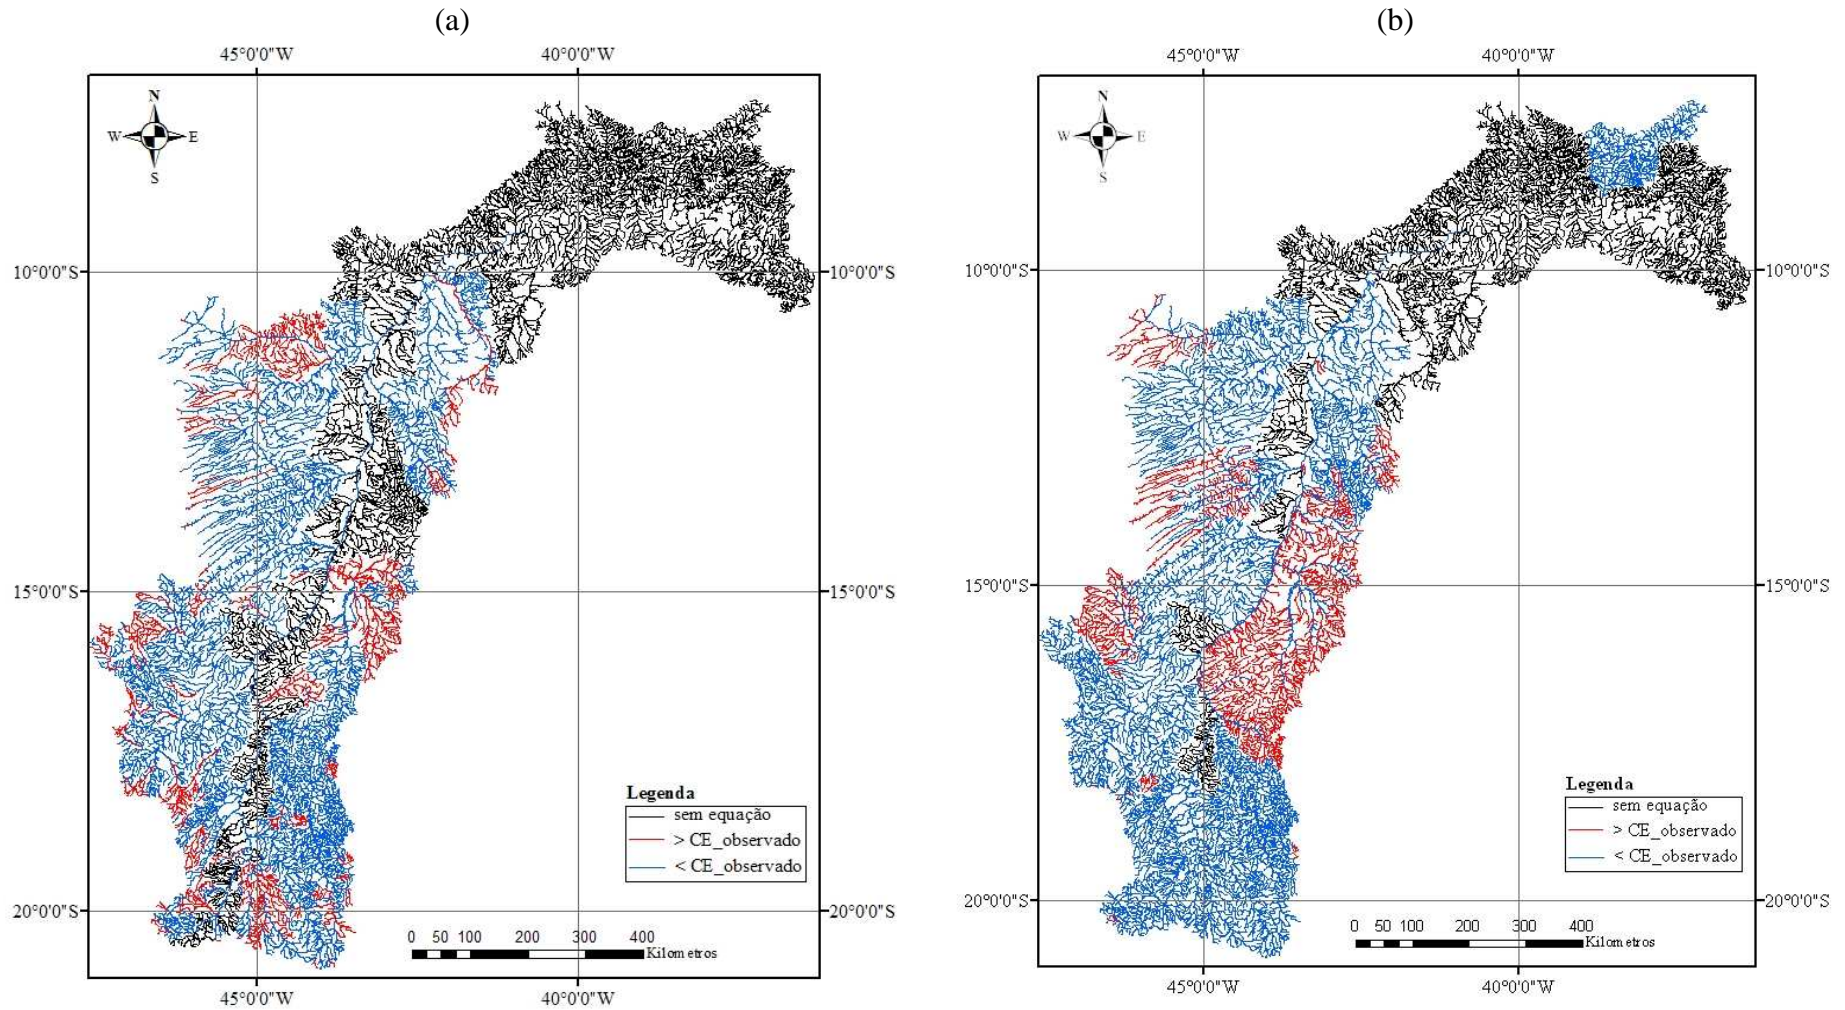 (a)
45°0'0"W
40°0'0"W
N
W
E
S
10°0'0"S
10°0'0"S
15°0'0"S
15°0'0"S
20°0'0"S
20°0'0"S
Legenda
sem equação
> CE_observado
< CE_observado
0 50 100 200 300 400
Kilometros
45°0'0"W
40°0'0"W
(b)
45°0'0"W
40°0'0"W
N
W
E
S
10°0'0"S
10°0'0"S
15°0'0"S
15°0'0"S
20°0'0"S
20°0'0"S
Legenda
sem equação
> CE_observado
< CE_observado
0 50 100 200 300 400
Kilometros
45°0'0"W
40°0'0"W